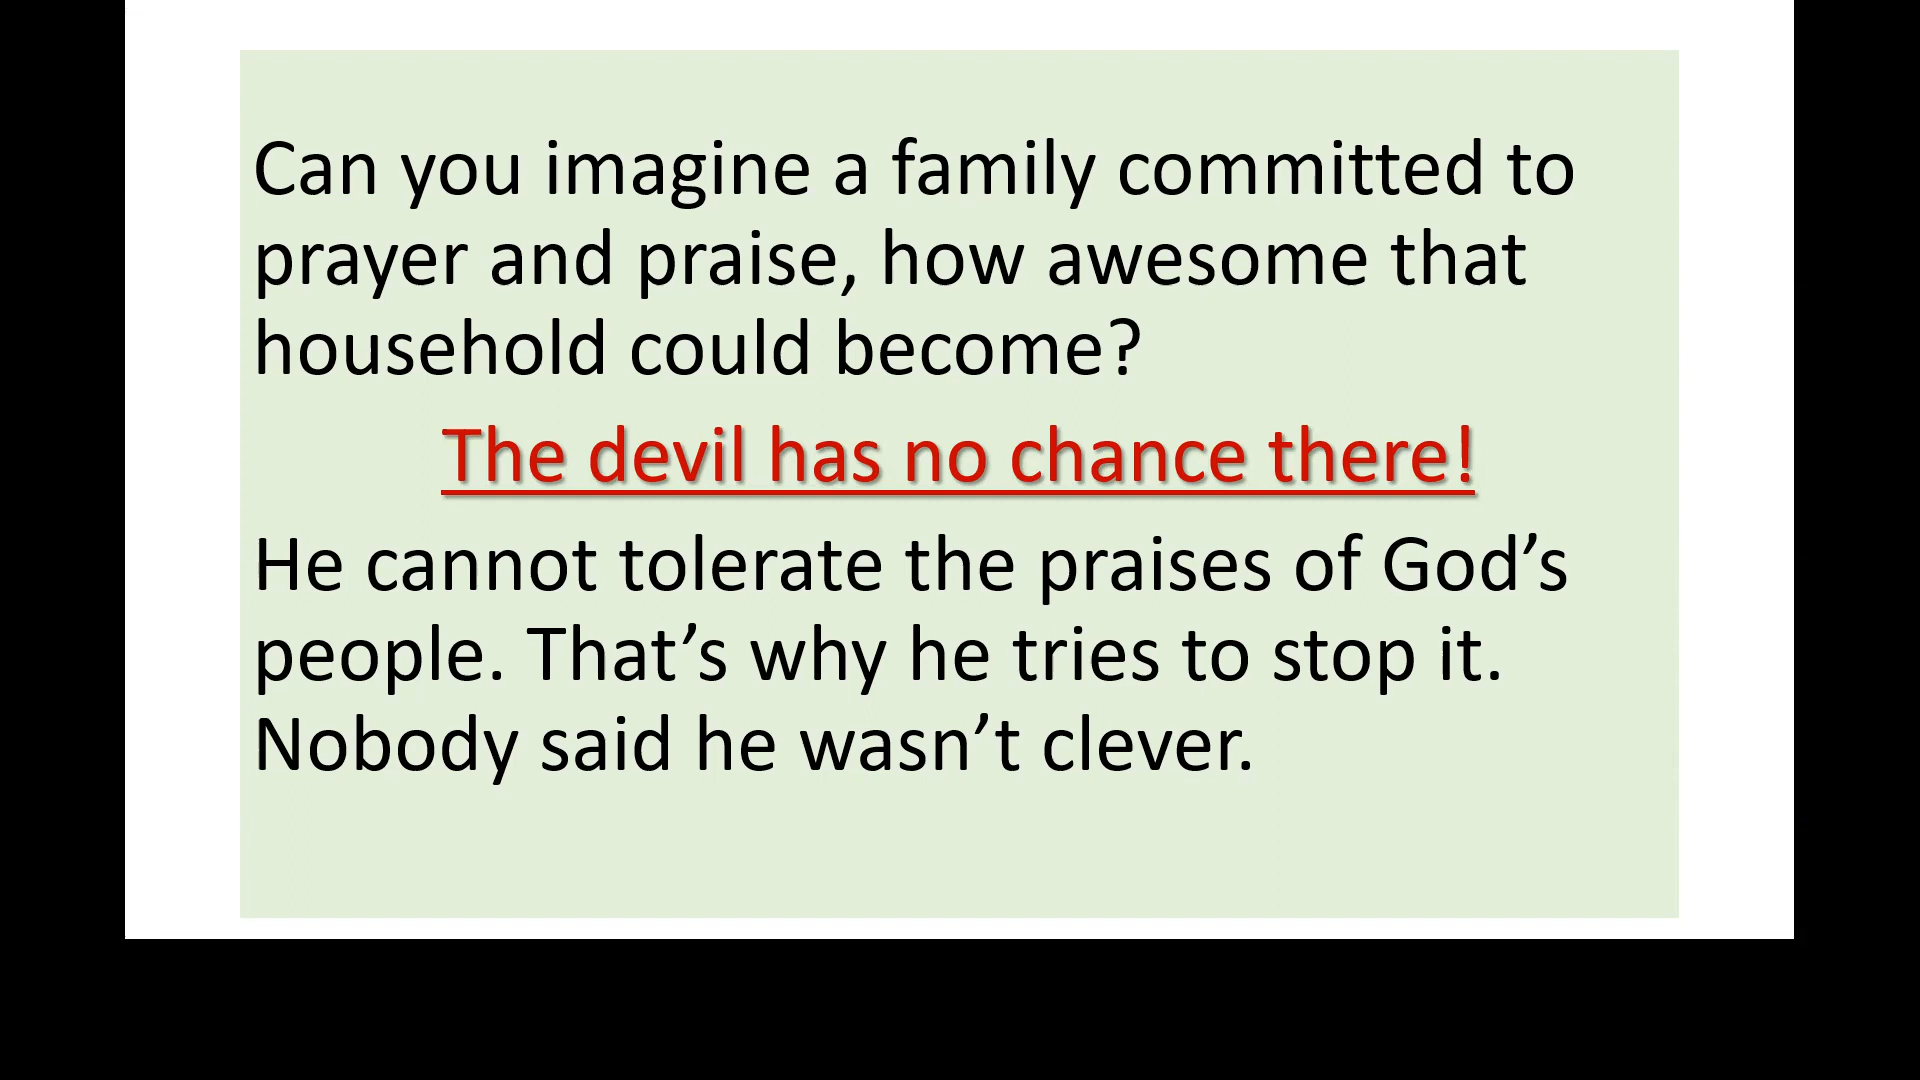 Can you imagine a family committed to
prayer and praise, how awesome that
household could become?
The devil has no chance there!
He cannot tolerate the praises of God’s
people. That’s why he tries to stop it.
Nobody said he wasn’t clever.